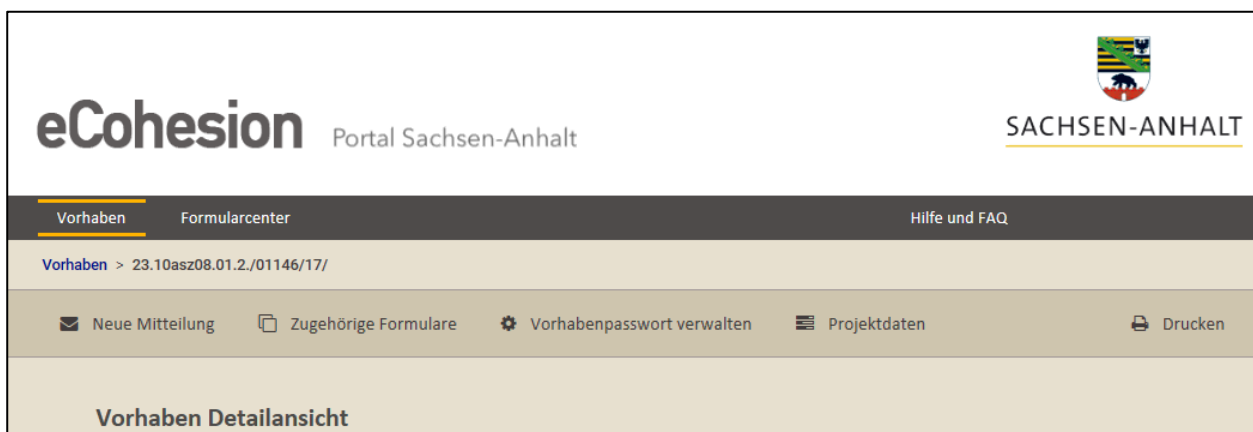 eCohesion Portal Sachsen-Anhalt
SACHSEN-ANHALT
Vorhaben Formularcenter Hilfe und FAQ
Vorhaben > 23.10asz08.01.2./01146/17/
Neue Mitteilung Zugehörige Formulare Vorhabenpasswort verwalten Projektdaten Drucken
Vorhaben Detailansicht